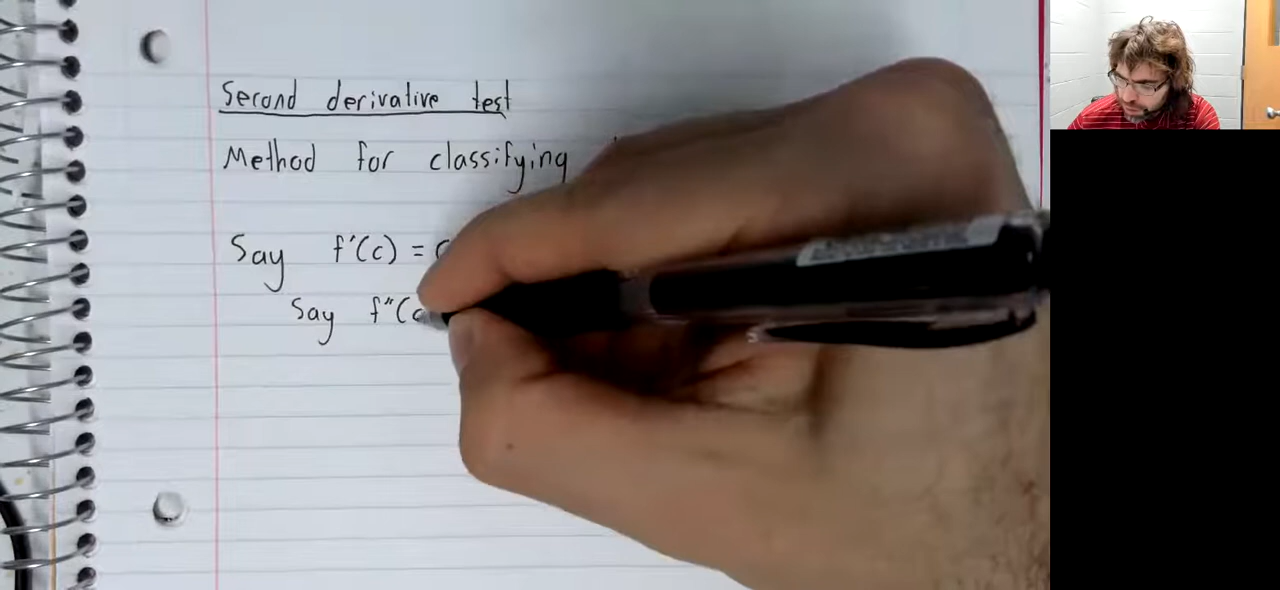 Second derivative test
Method for classifying
Say f'(c) =
Say f"(c